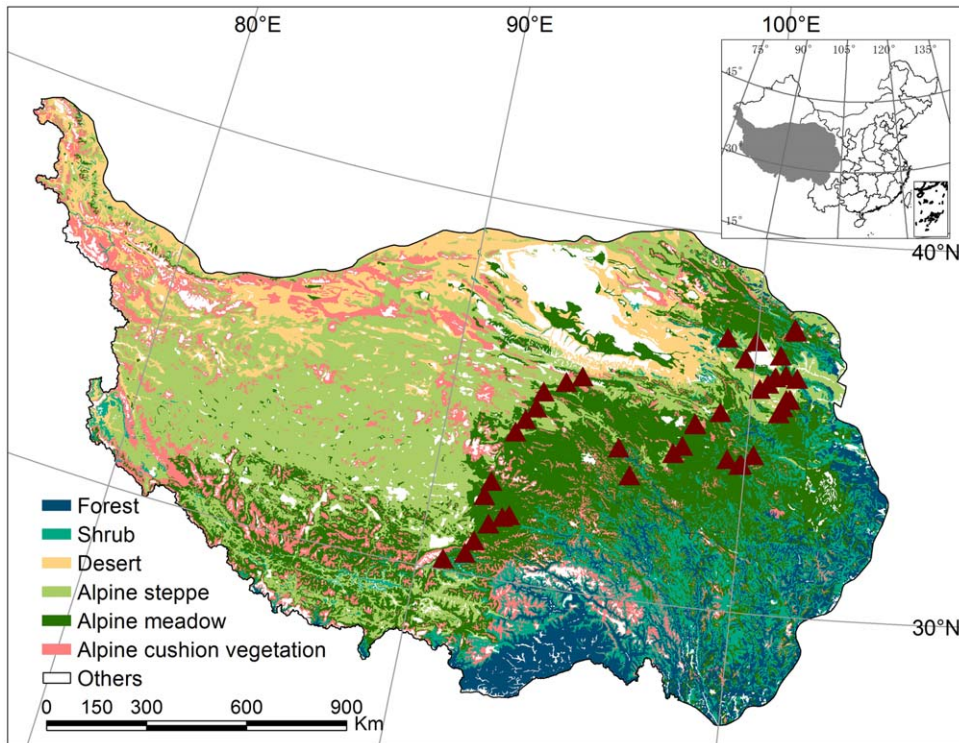 80°E
90°E
100°E
75° 90° 105° 120° 135°
45°
30°
15°
40°N
30°N
Forest
Shrub
Desert
Alpine steppe
Alpine meadow
Alpine cushion vegetation
Others
0 150 300 600 900
Km